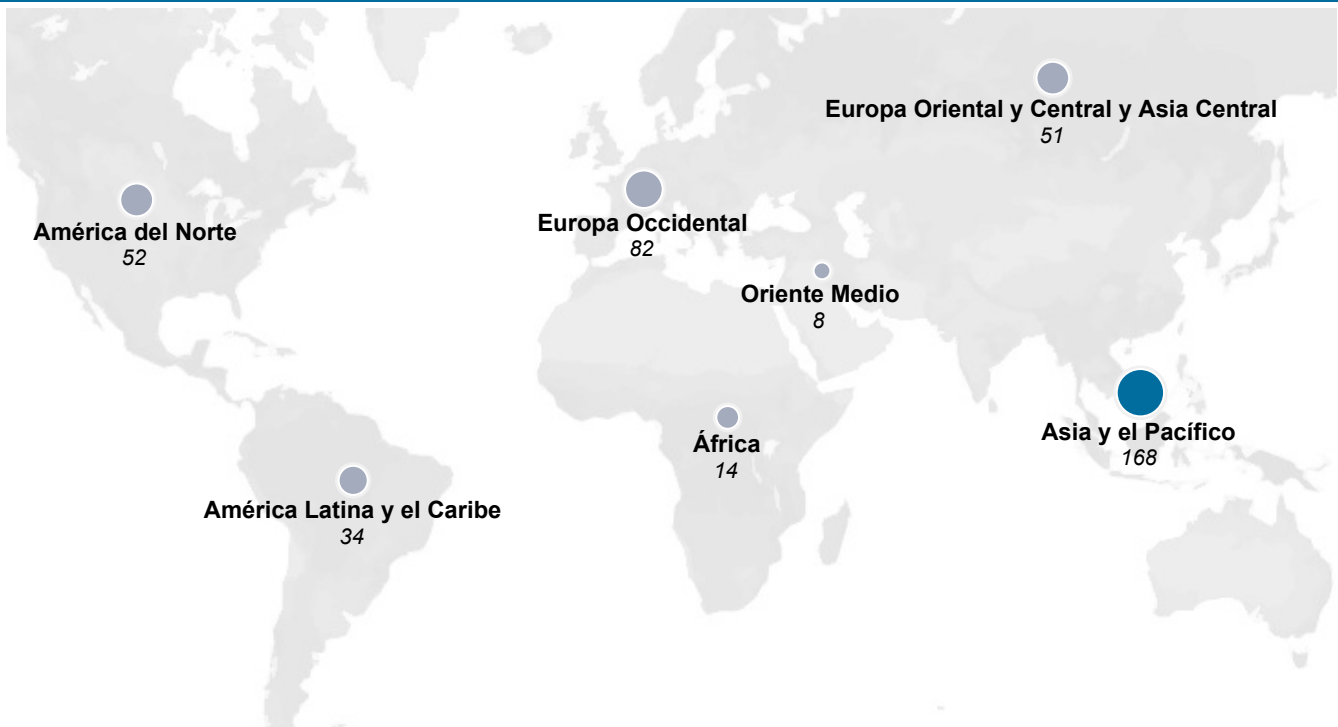 Europa Oriental y Central y Asia Central
51
América del Norte
52
Europa Occidental
82
Oriente Medio
8
Asia y el Pacífico
168
África
14
América Latina y el Caribe
34